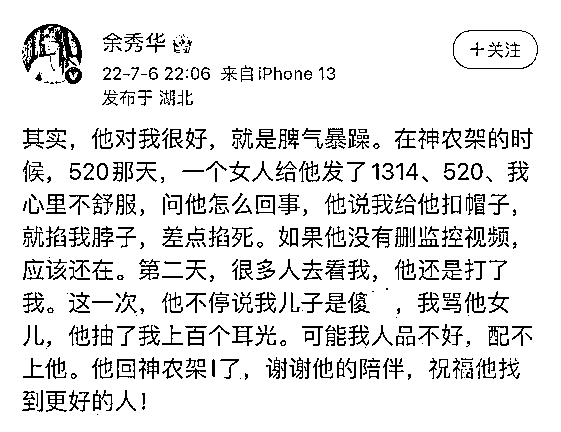 余秀华
22-7-6 22:06 来自iPhone 13
发布于 湖北
+关注
其实，他对我很好，就是脾气暴躁。在神农架的时
候，520那天，一个女人给他发了1314、520、我
心里不舒服，问他怎么回事，他说我给他扣帽子，
就掐我脖子，差点掐死。如果他没有删监控视频，
应该还在。第二天，很多人去看我，他还是打了
我。这一次，他不停说我儿子是傻 ，我骂他女
儿，他抽了我上百个耳光。可能我人品不好，配不
上他。他回神农架l了，谢谢他的陪伴，祝福他找
到更好的人！